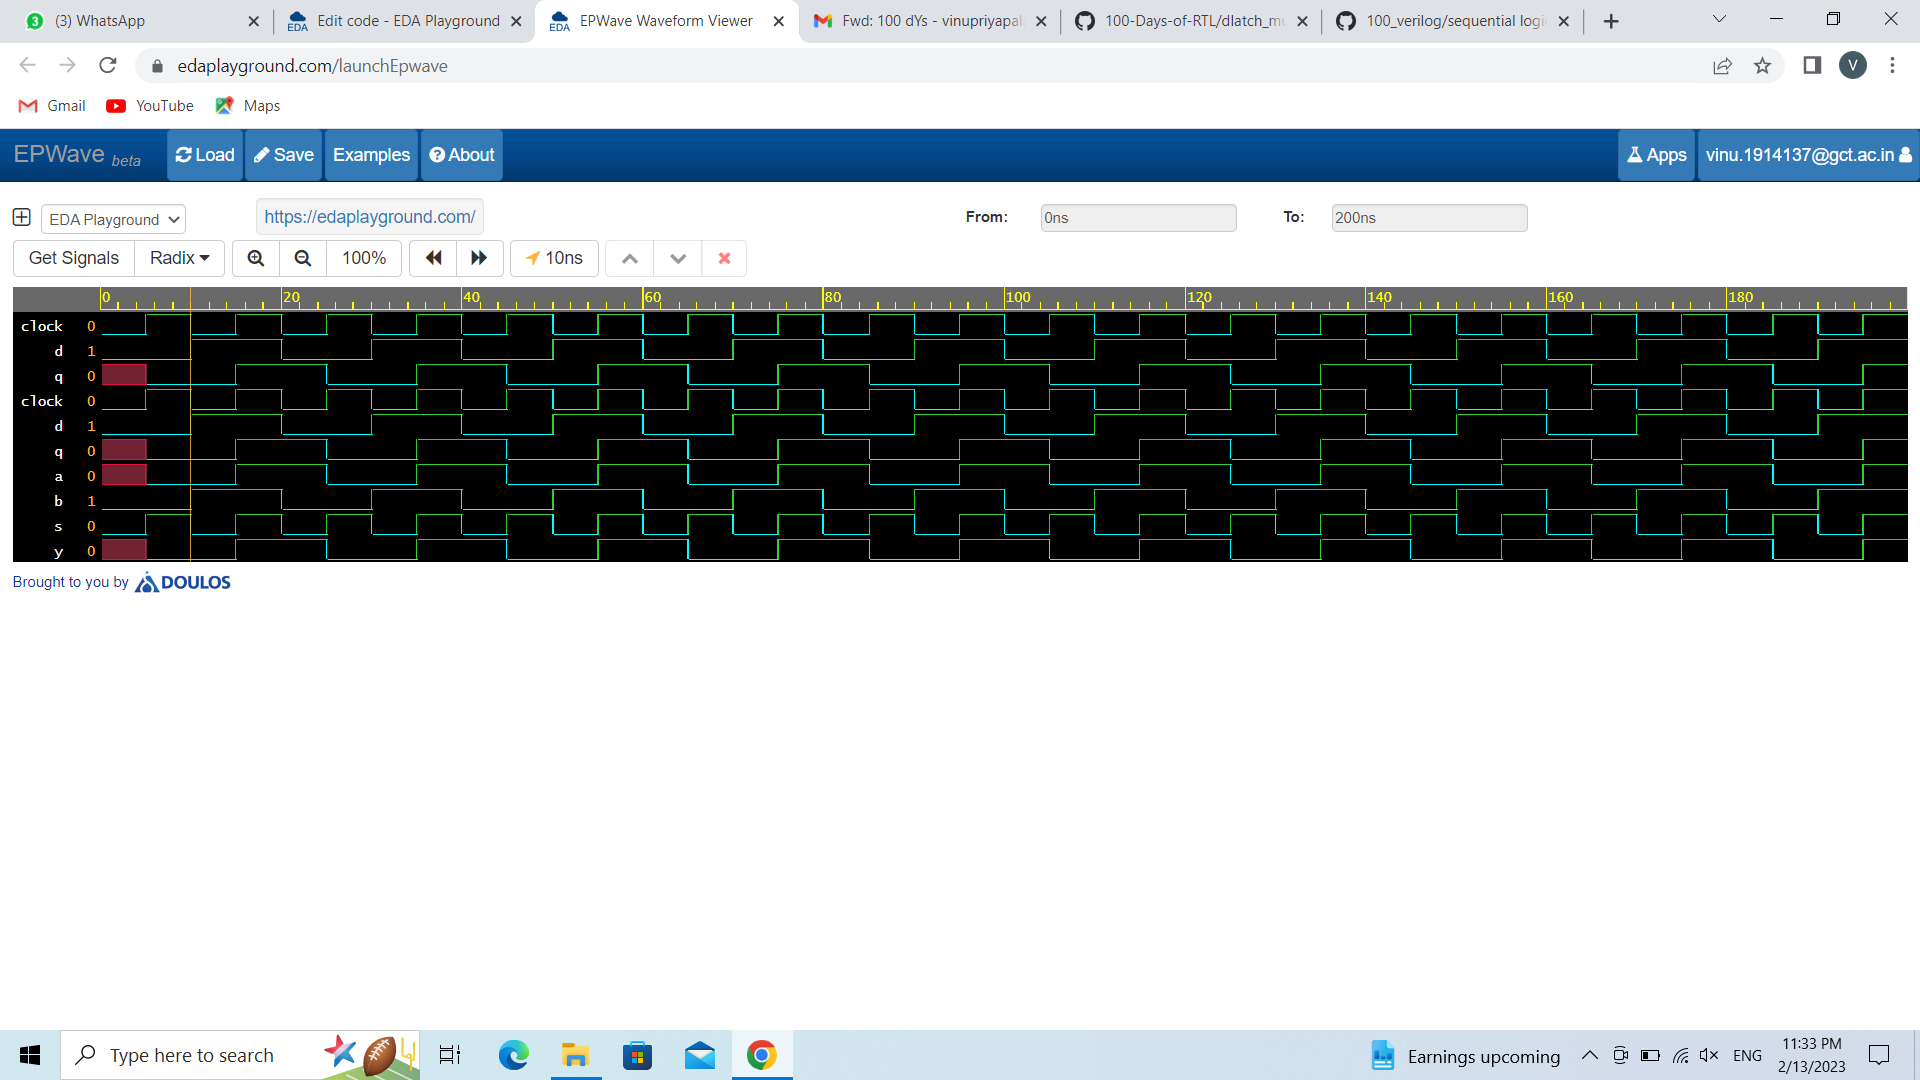 3 (3) WhatsApp
EDA Edit code - EDA Playground
EDA EPWave Waveform Viewer
Fwd: 100 dYs - vinupriyapal
100-Days-of-RTL/dlatch_mu
100_verilog/sequential logi
edaplayground.com/launchEpwave
V
Gmail YouTube Maps
EPWave beta Load Save Examples About Apps vinu.1914137@gct.ac.in
EDA Playground https://edaplayground.com/ From: 0ns To: 200ns
Get Signals Radix 100% 10ns
0 20 40 60 80 100 120 140 160 180
clock 0
d 1
q 0
clock 0
d 1
q 0
a 0
b 1
s 0
y 0
Brought to you by DOULOS
Type here to search
Earnings upcoming
ENG
11:33 PM
2/13/2023